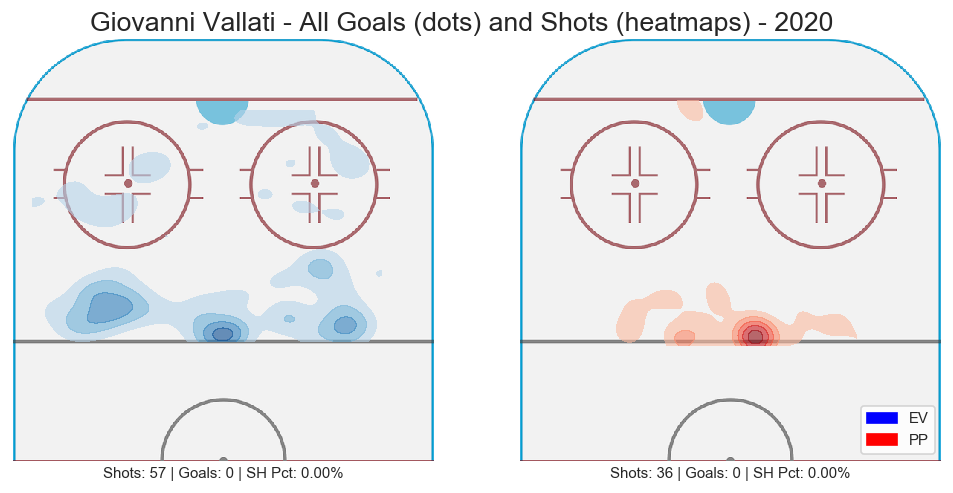 Giovanni Vallati - All Goals (dots) and Shots (heatmaps) - 2020
EV
PP
Shots: 57 | Goals: 0 | SH Pct: 0.00%
Shots: 36 | Goals: 0 | SH Pct: 0.00%